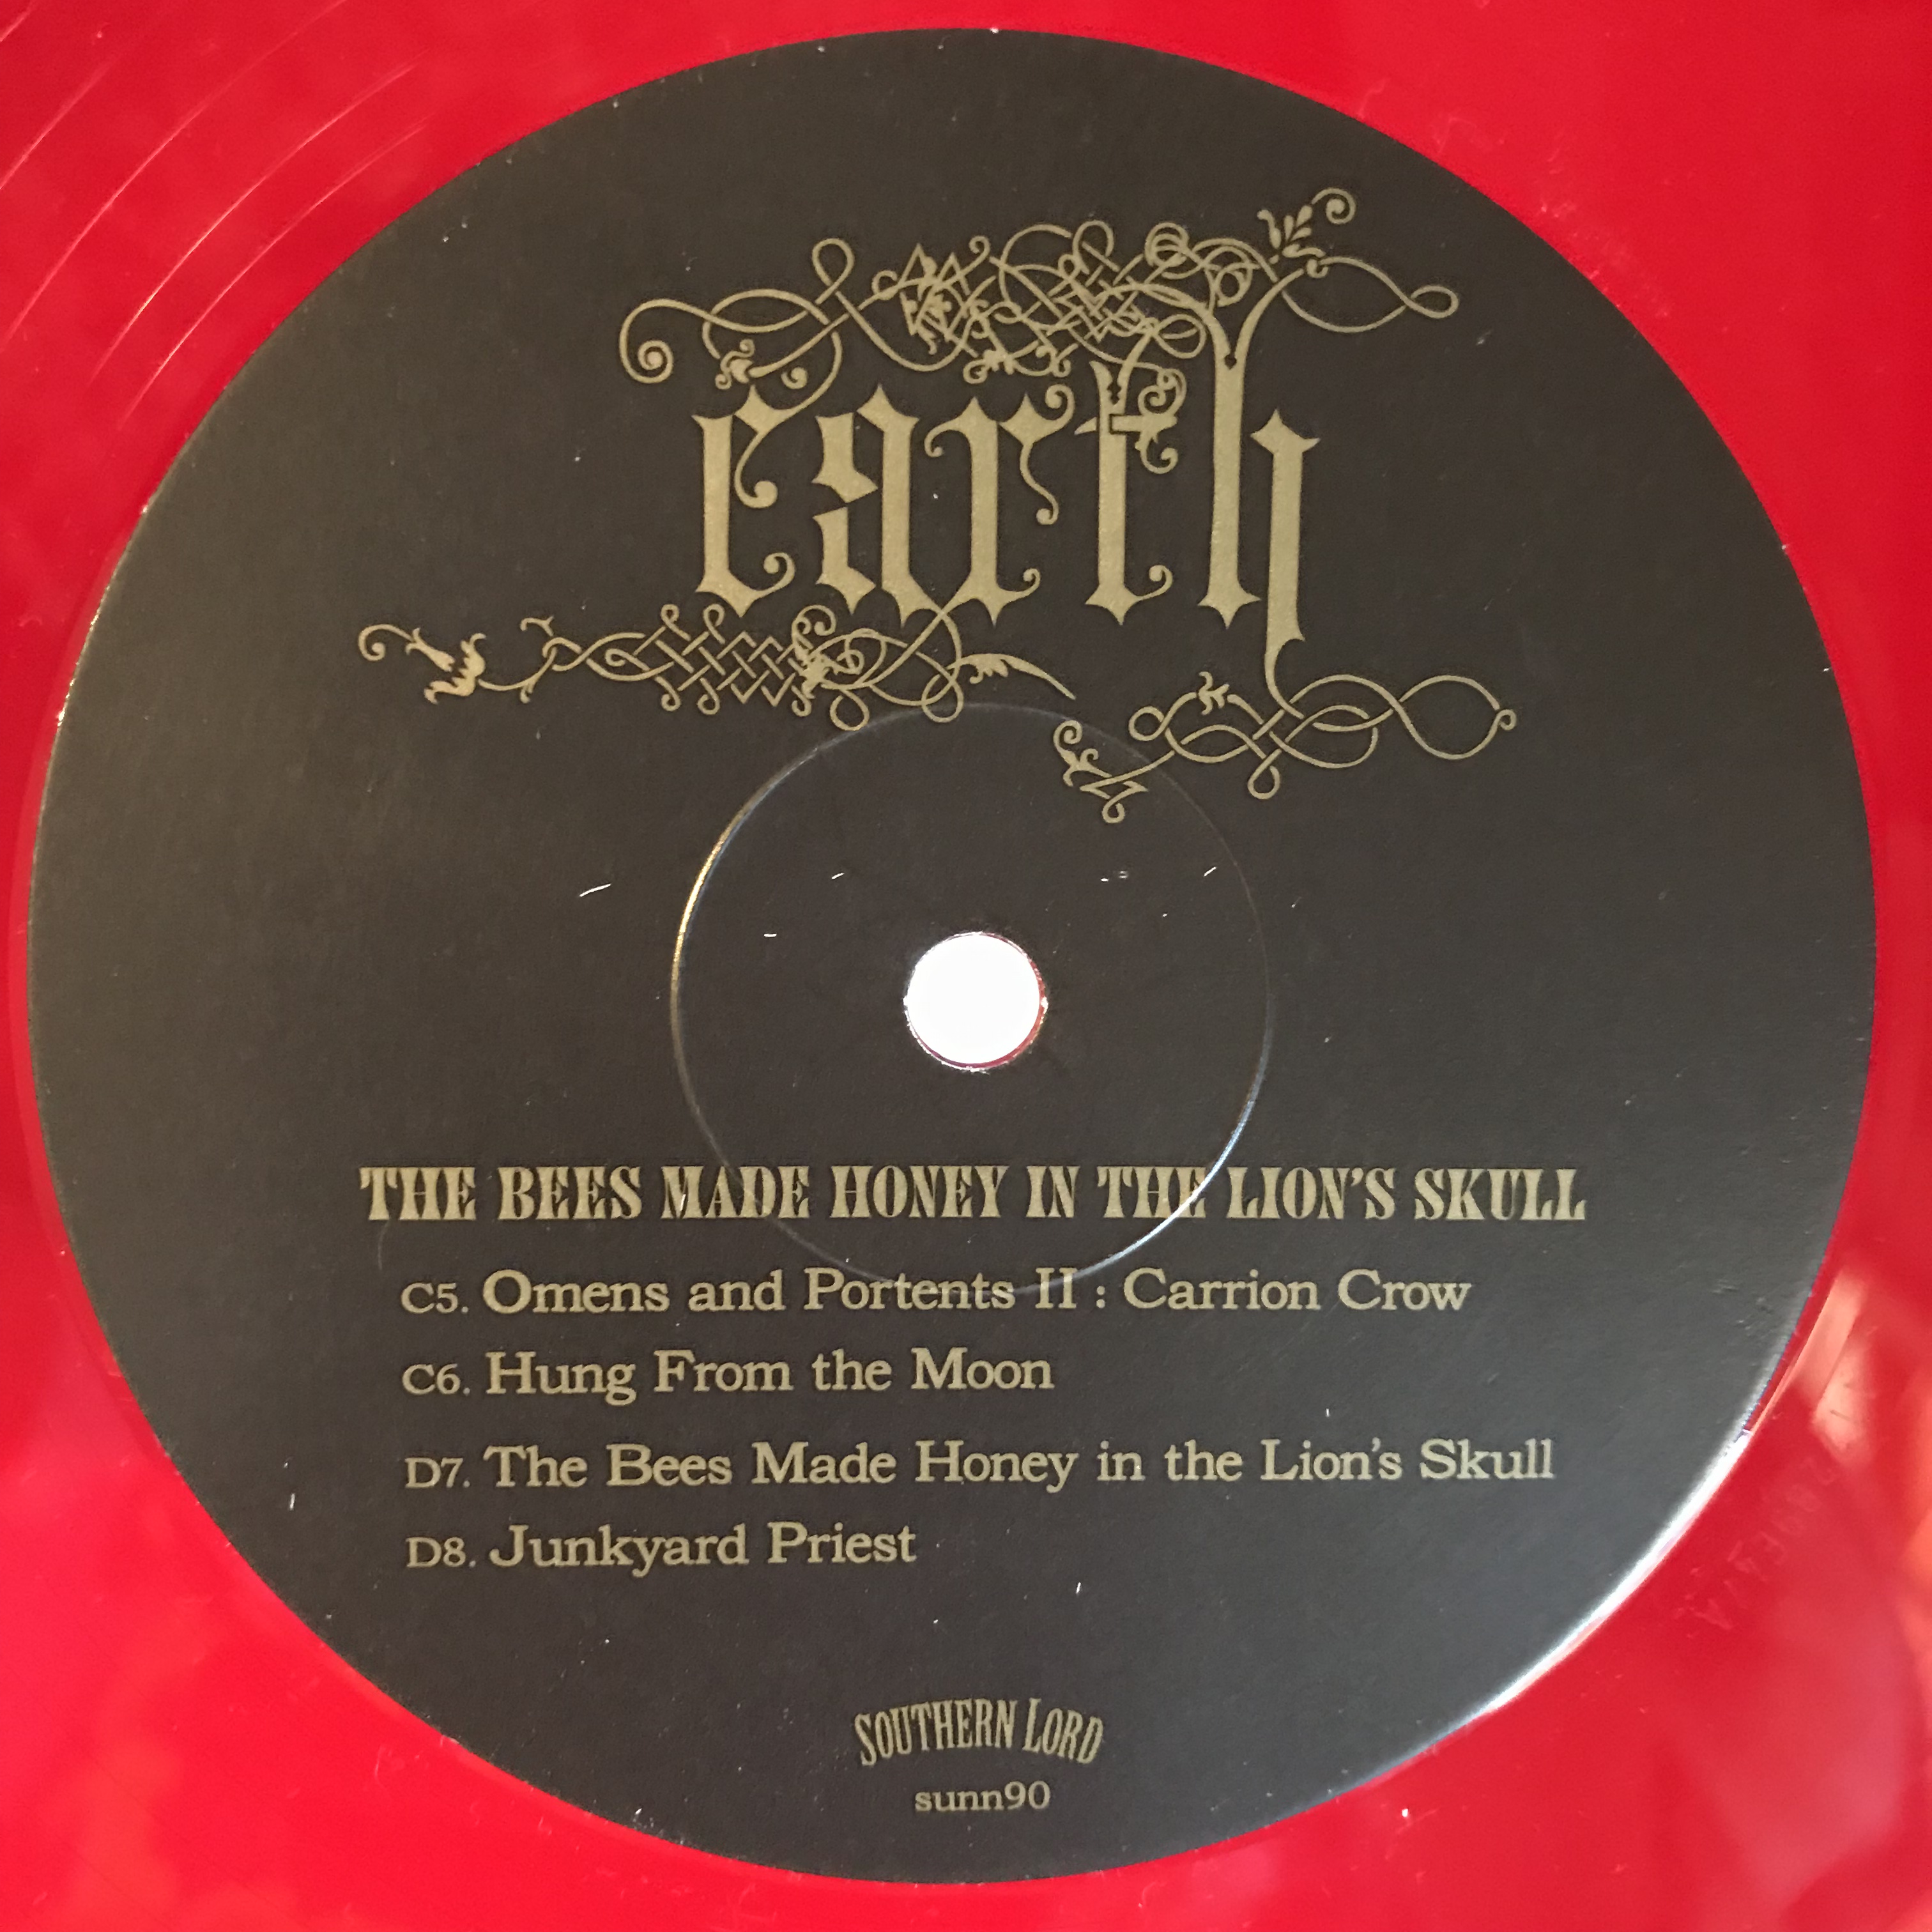 earth
THE BEES MADE HONEY IN THE LION'S SKULL
C5. Omens and Portents II : Carrion Crow
C6. Hung From the Moon
D7. The Bees Made Honey in the Lion's Skull
D8. Junkyard Priest
SOUTHERN LORD
sunn90